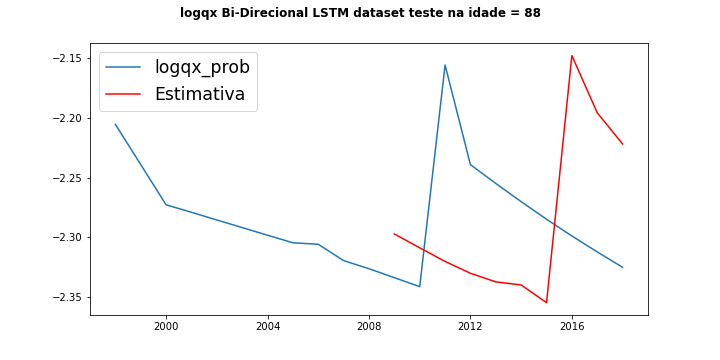 logqx Bi-Direcional LSTM dataset teste na idade = 88
logqx_prob
Estimativa
−2.15
−2.20
−2.25
−2.30
−2.35
2000 2004 2008 2012 2016